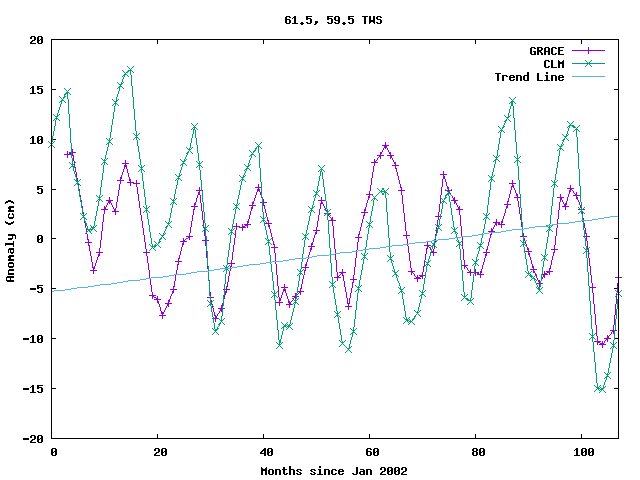 61.5, 59.5 TWS
GRACE
CLM
Trend Line
20
15
10
5
0
-5
-10
-15
-20
Anomaly (cm)
0 20 40 60 80 100
Months since Jan 2002